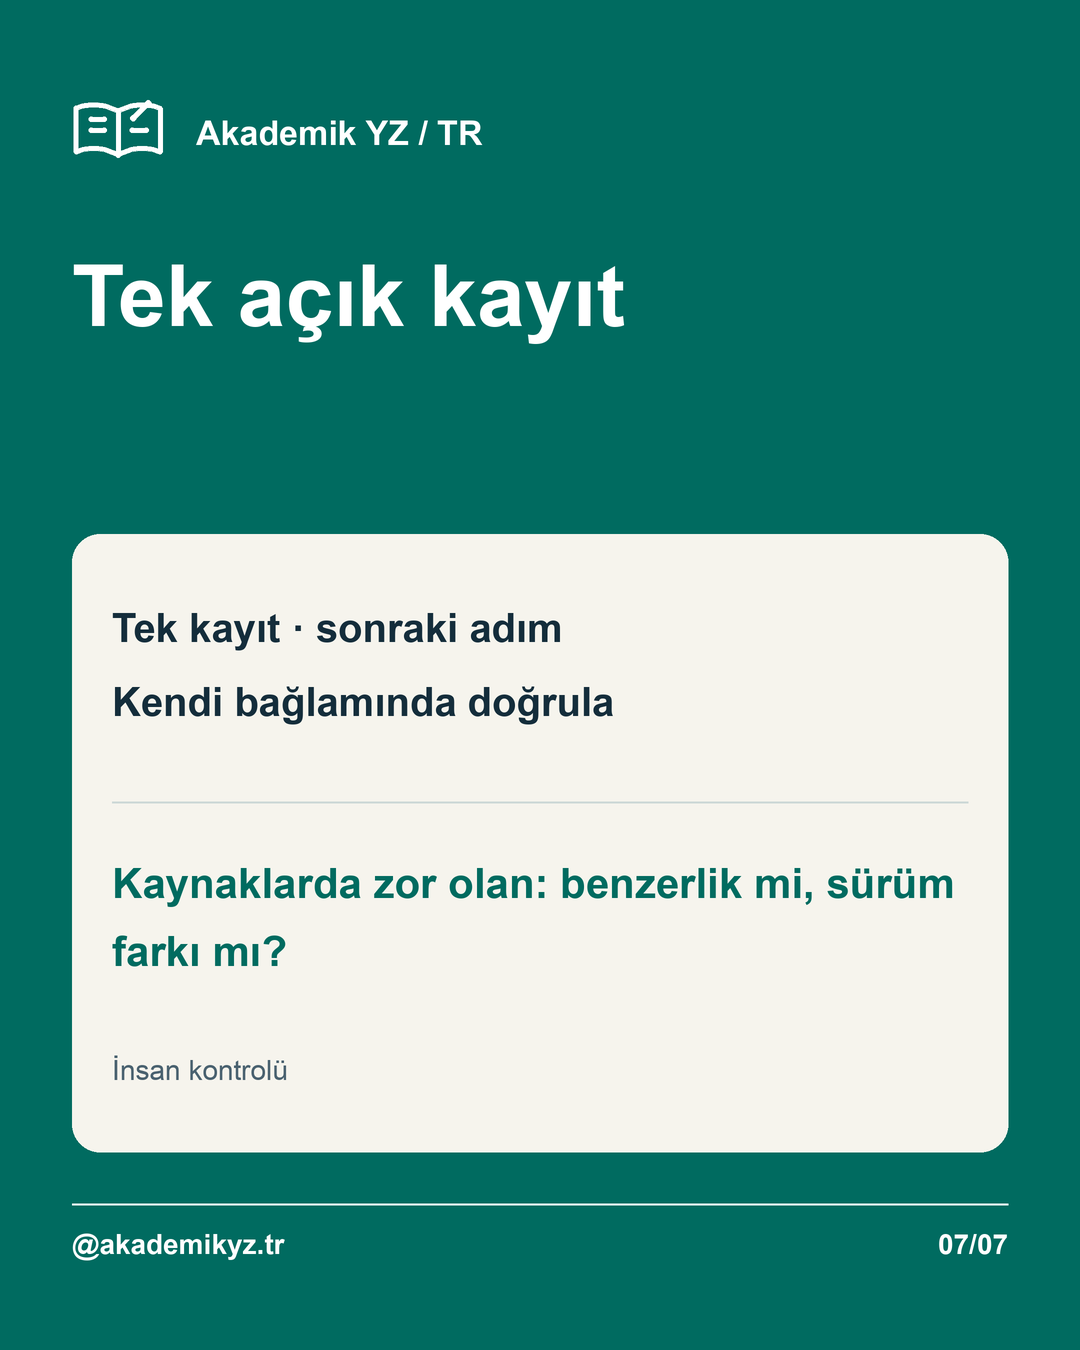 Akademik YZ / TR
Tek açık kayıt
Tek kayıt · sonraki adım
Kendi bağlamında doğrula
Kaynaklarda zor olan: benzerlik mi, sürüm
farkı mı?
İnsan kontrolü
@akademikyz.tr
07/07